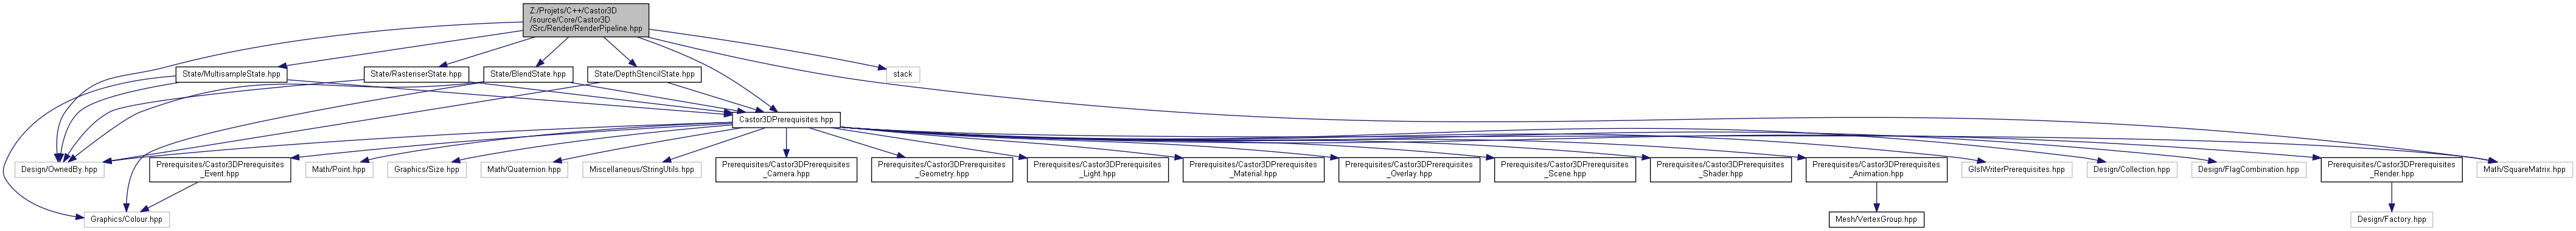 Z:/Projets/C++/Castor3D
/source/Core/Castor3D
/Src/Render/RenderPipeline.hpp
State/MultisampleState.hpp
State/RasteriserState.hpp
State/BlendState.hpp
State/DepthStencilState.hpp
stack
Castor3DPrerequisites.hpp
Design/OwnedBy.hpp
Prerequisites/Castor3DPrerequisites
_Event.hpp
Math/Point.hpp
Graphics/Size.hpp
Math/Quaternion.hpp
Miscellaneous/StringUtils.hpp
Prerequisites/Castor3DPrerequisites
_Camera.hpp
Prerequisites/Castor3DPrerequisites
_Geometry.hpp
Prerequisites/Castor3DPrerequisites
_Light.hpp
Prerequisites/Castor3DPrerequisites
_Material.hpp
Prerequisites/Castor3DPrerequisites
_Overlay.hpp
Prerequisites/Castor3DPrerequisites
_Scene.hpp
Prerequisites/Castor3DPrerequisites
_Shader.hpp
Prerequisites/Castor3DPrerequisites
_Animation.hpp
GlslWriterPrerequisites.hpp
Design/Collection.hpp
Design/FlagCombination.hpp
Prerequisites/Castor3DPrerequisites
_Render.hpp
Math/SquareMatrix.hpp
Graphics/Colour.hpp
Mesh/VertexGroup.hpp
Design/Factory.hpp